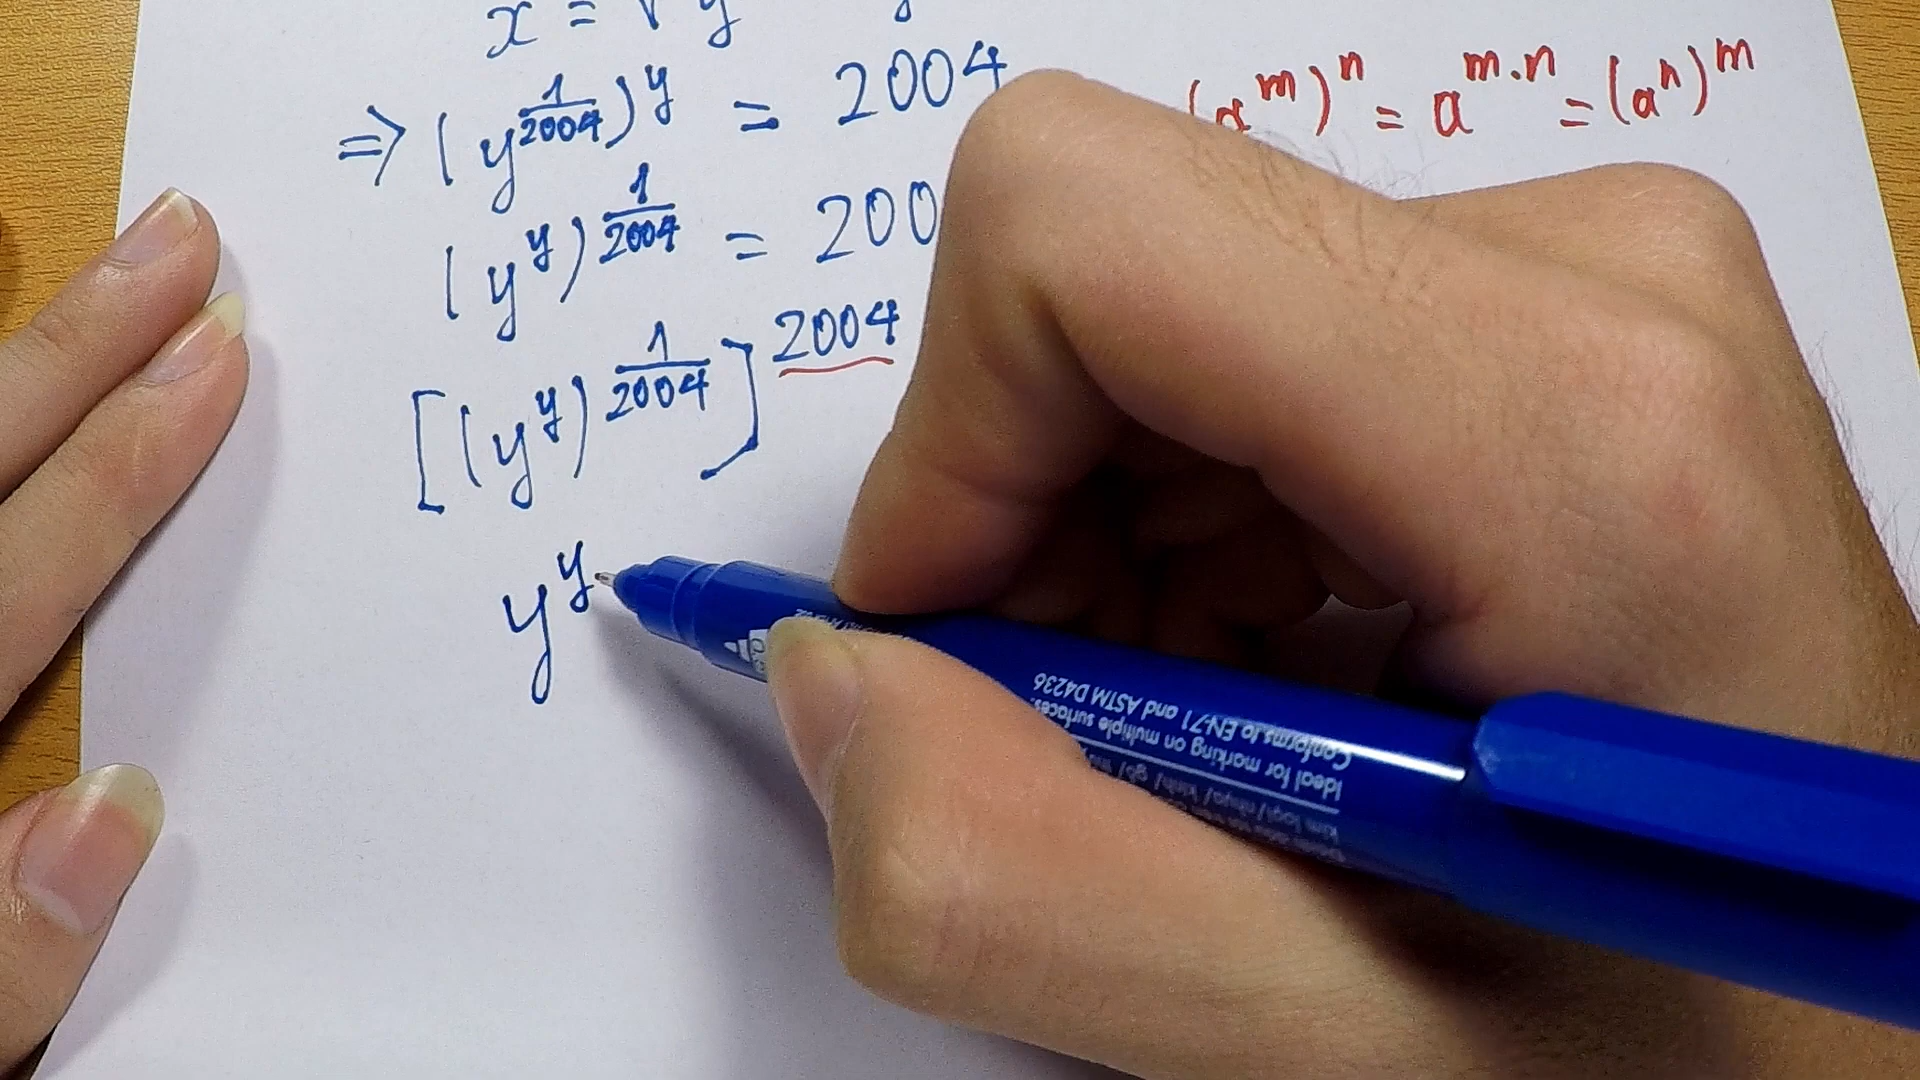 x = √y
⇒ (y^(1/2004))^y = 2004
(a^m)^n = a^(m.n) = (a^n)^m
(y^y)^(1/2004) = 200
[(y^y)^(1/2004)]^2004
y^y
Conforms to EN-71 and ASTM D4236
Ideal for marking on multiple surfaces.